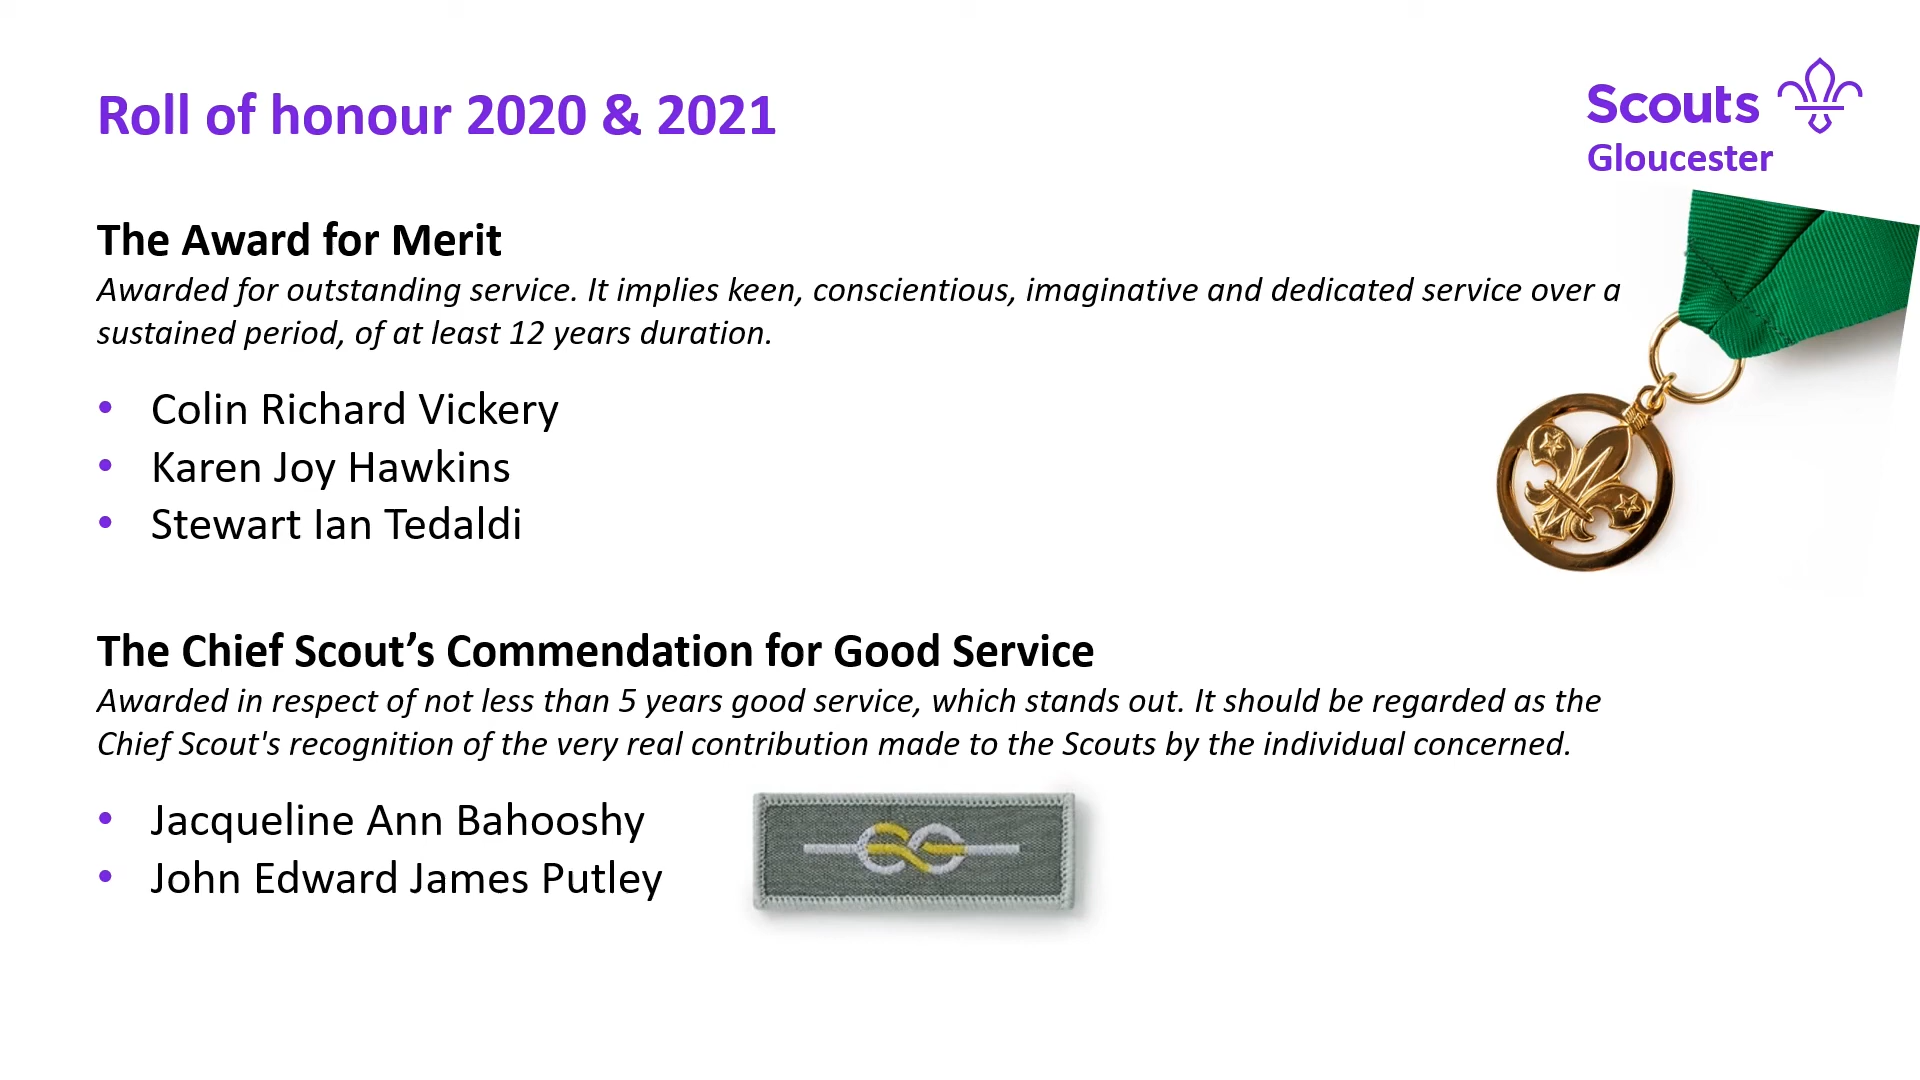 Roll of honour 2020 & 2021
Scouts
Gloucester
The Award for Merit
Awarded for outstanding service. It implies keen, conscientious, imaginative and dedicated service over a
sustained period, of at least 12 years duration.
• Colin Richard Vickery
• Karen Joy Hawkins
• Stewart Ian Tedaldi
The Chief Scout’s Commendation for Good Service
Awarded in respect of not less than 5 years good service, which stands out. It should be regarded as the
Chief Scout's recognition of the very real contribution made to the Scouts by the individual concerned.
• Jacqueline Ann Bahooshy
• John Edward James Putley